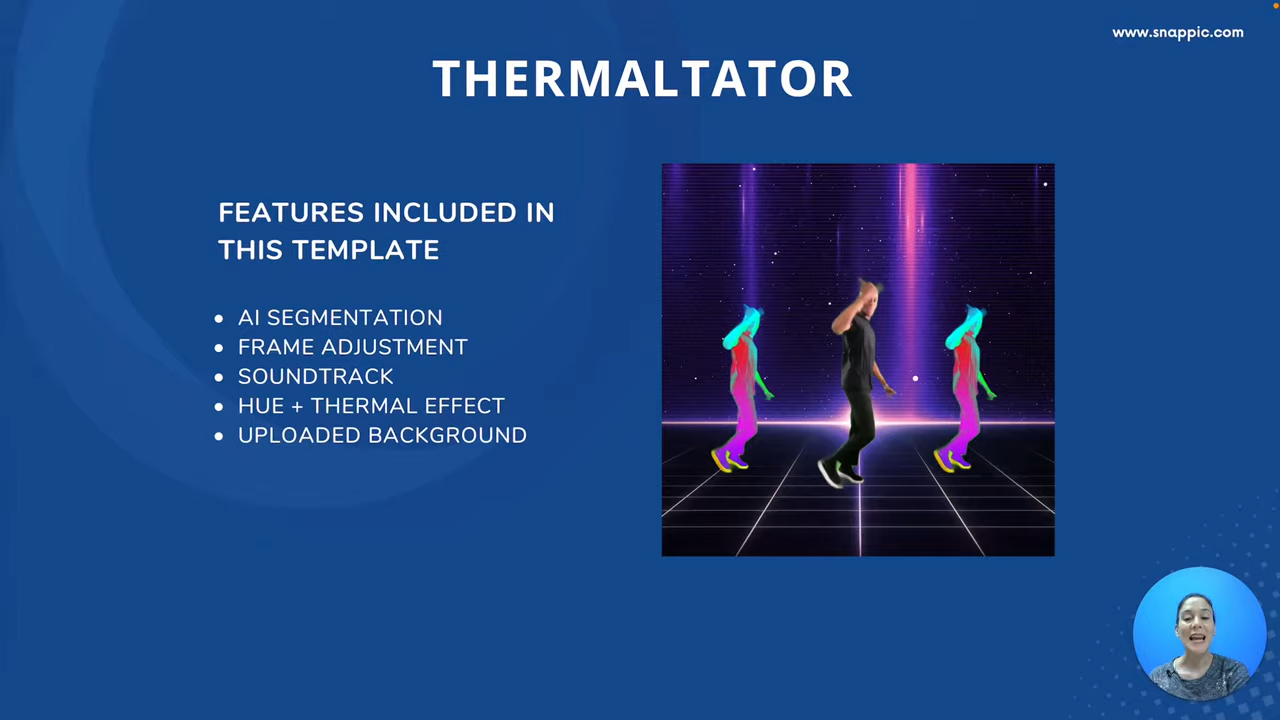 www.snappic.com
THERMALTATOR
FEATURES INCLUDED IN
THIS TEMPLATE
• AI SEGMENTATION
• FRAME ADJUSTMENT
• SOUNDTRACK
• HUE + THERMAL EFFECT
• UPLOADED BACKGROUND